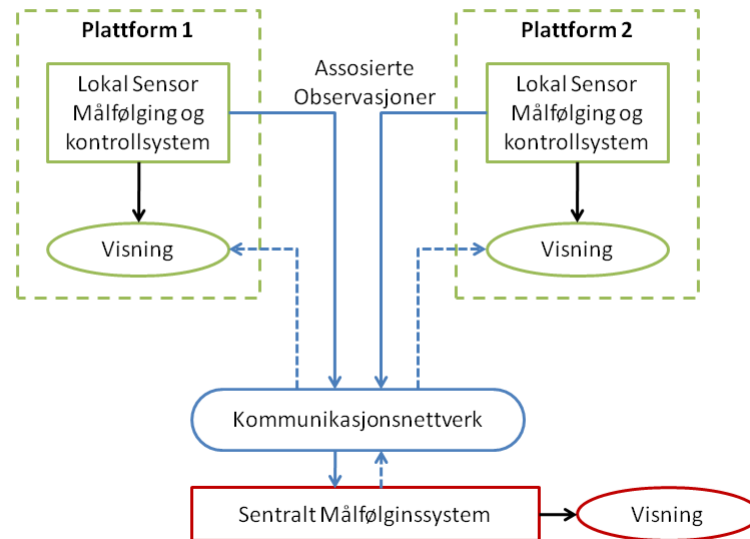 Plattform 1
Plattform 2
Lokal Sensor
Målfølging og
kontrollsystem
Assosierte
Observasjoner
Lokal Sensor
Målfølging og
kontrollsystem
Visning
Visning
Kommunikasjonsnettverk
Sentralt Målfølginssystem
Visning